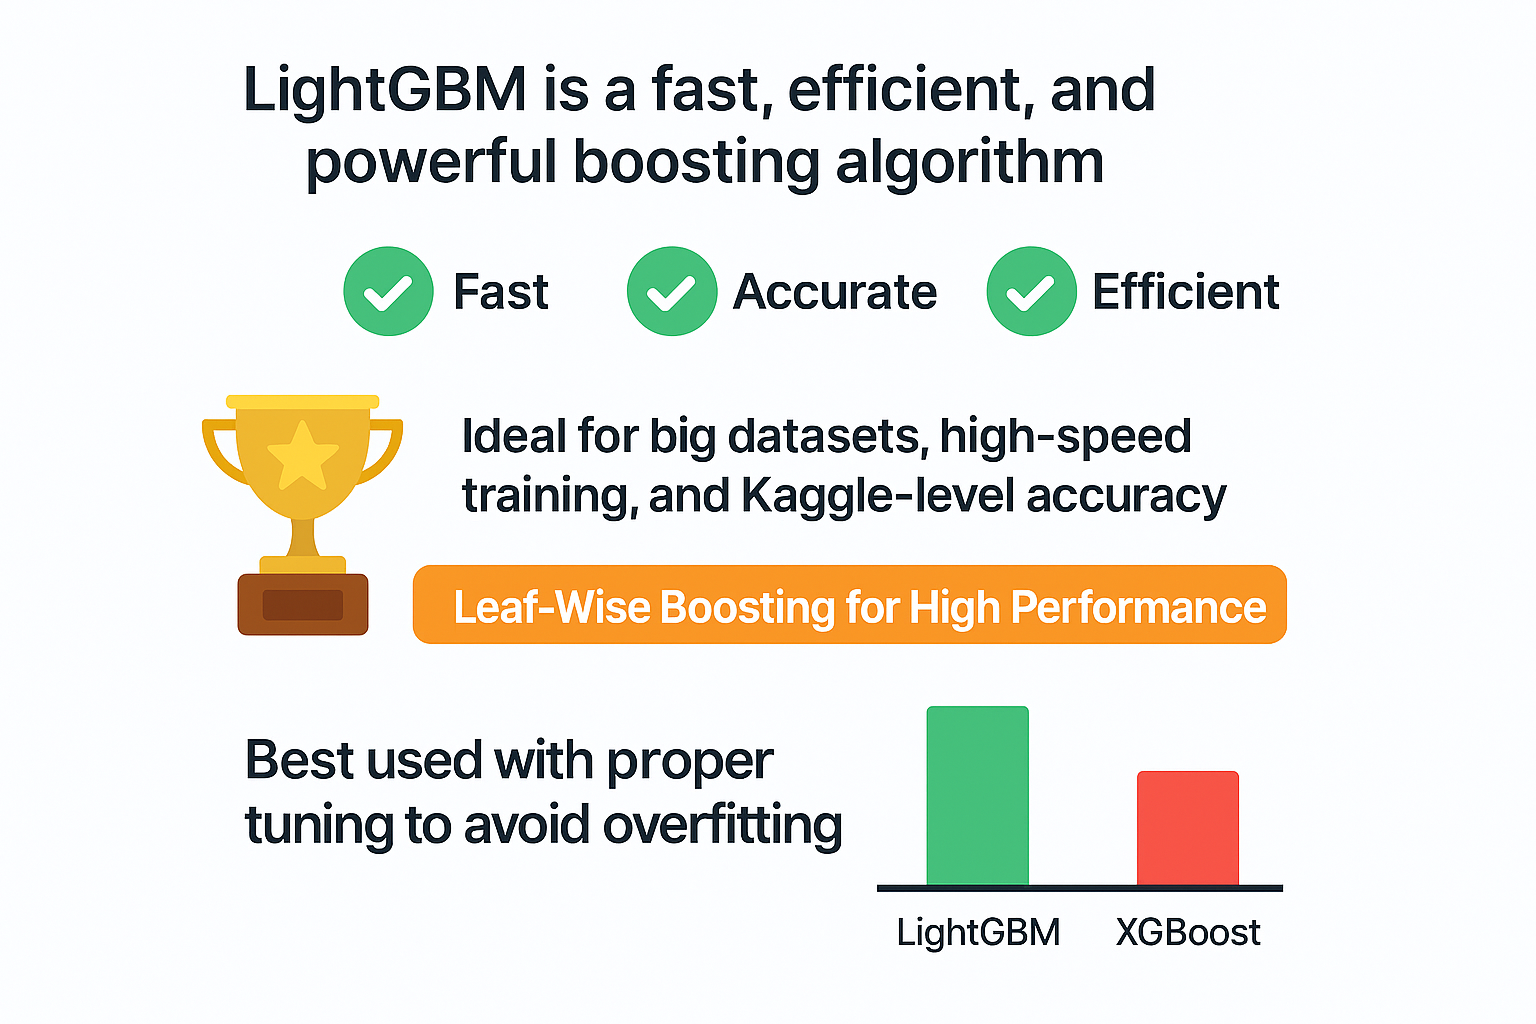 LightGBM is a fast, efficient, and
powerful boosting algorithm
Fast
Accurate
Efficient
Ideal for big datasets, high-speed
training, and Kaggle-level accuracy
Leaf-Wise Boosting for High Performance
Best used with proper
tuning to avoid overfitting
LightGBM
XGBoost